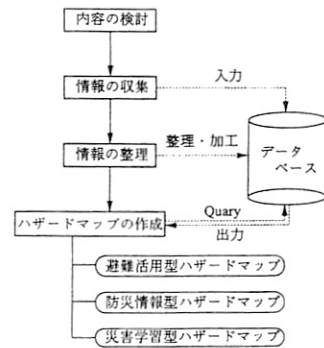 内容の検討
情報の収集
入力
情報の整理
整理・加工
データ
ベース
Quary
ハザードマップの作成
出力
避難活用型ハザードマップ
防災情報型ハザードマップ
災害学習型ハザードマップ